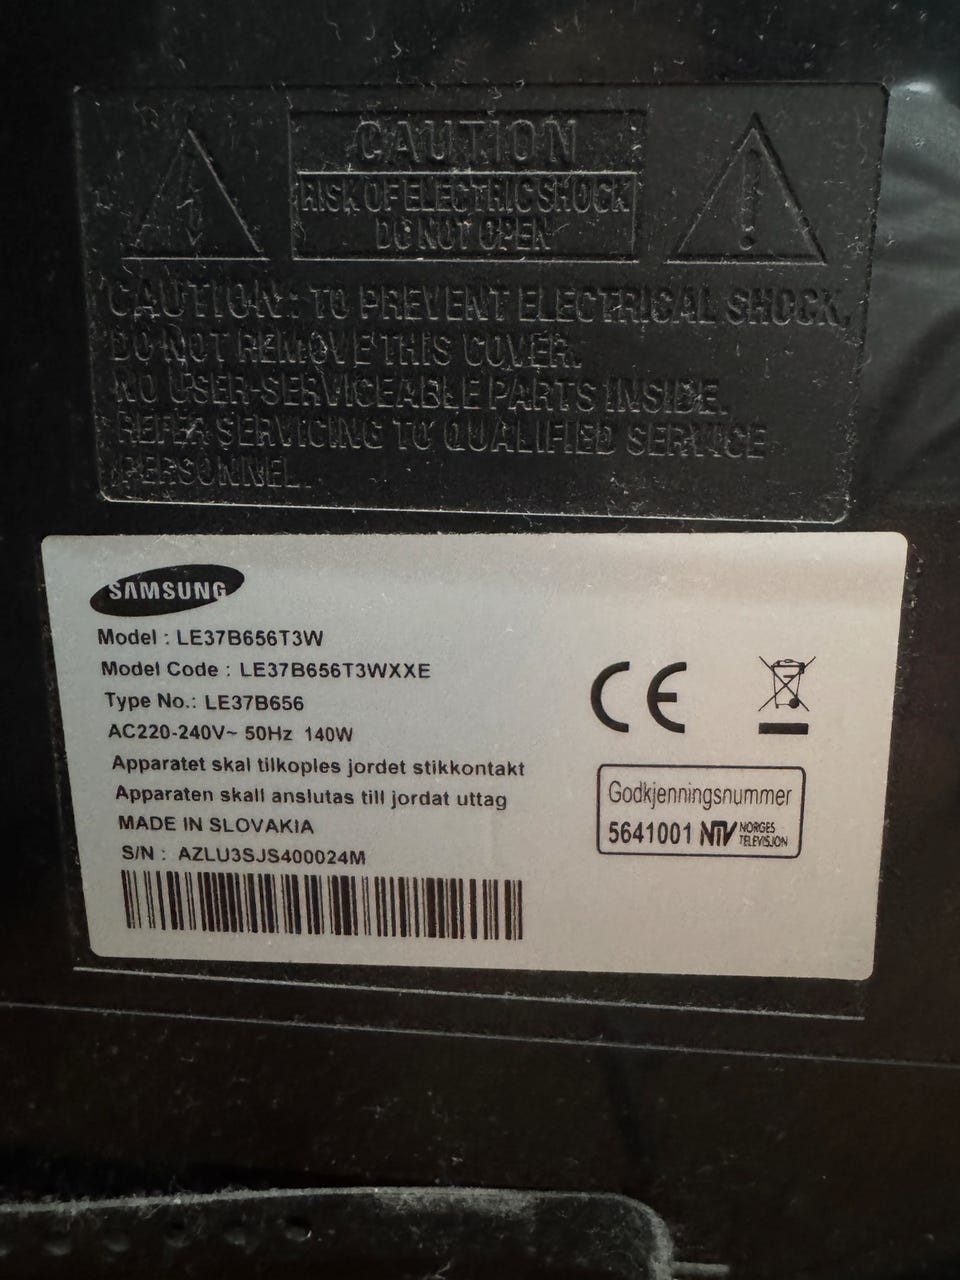 CAUTION
RISK OF ELECTRIC SHOCK
DO NOT OPEN
CAUTION: TO PREVENT ELECTRICAL SHOCK,
DO NOT REMOVE THIS COVER.
NO USER-SERVICEABLE PARTS INSIDE.
REFER SERVICING TO QUALIFIED SERVICE
PERSONNEL.
SAMSUNG
Model : LE37B656T3W
Model Code : LE37B656T3WXXE
Type No.: LE37B656
AC220-240V~ 50Hz 140W
Apparatet skal tilkoples jordet stikkontakt
Apparaten skall anslutas till jordat uttag
MADE IN SLOVAKIA
S/N : AZLU3SJS400024M
CE
Godkjenningsnummer
5641001 NTV NORGES
TELEVISJON